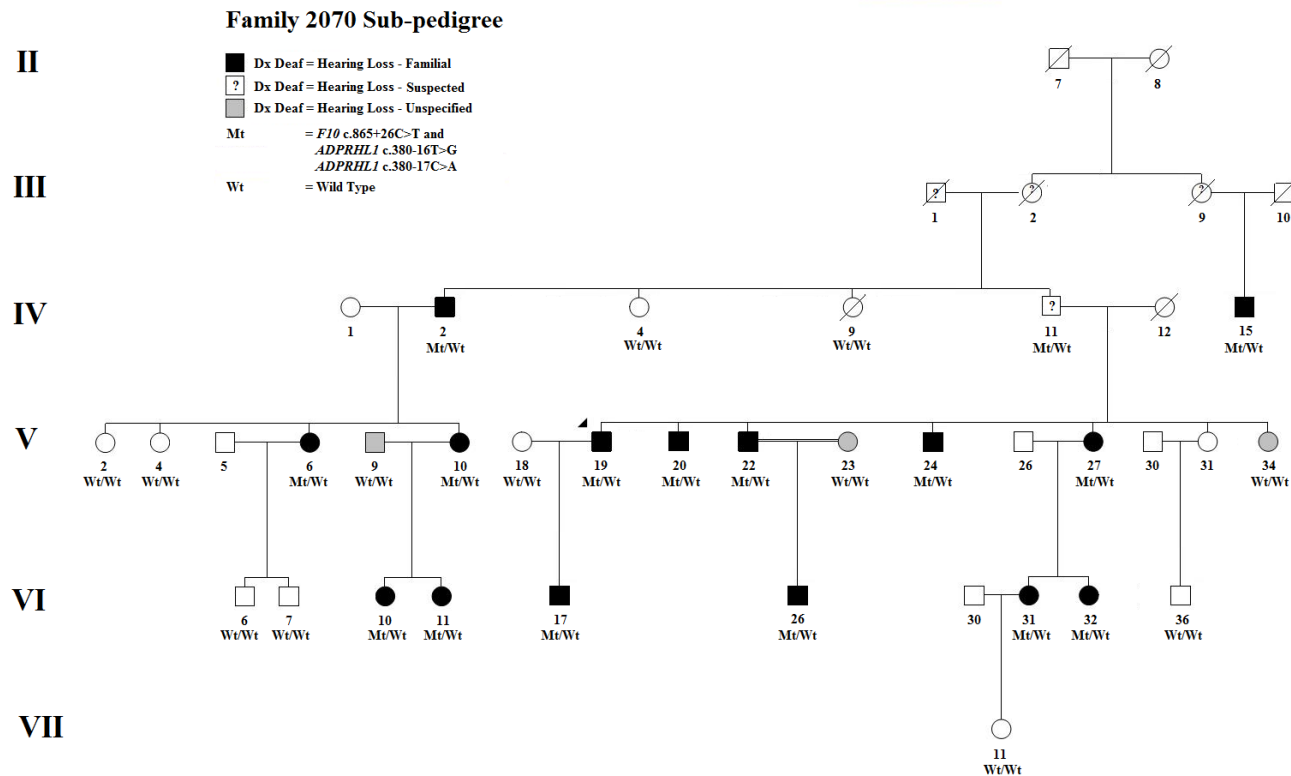 Family 2070 Sub-pedigree
II
Dx Deaf = Hearing Loss - Familial
? Dx Deaf = Hearing Loss - Suspected
Dx Deaf = Hearing Loss - Unspecified
7 8
Mt = F10 c.865+26C>T and
ADPRHL1 c.380-16T>G
ADPRHL1 c.380-17C>A
Wt = Wild Type
III
? ? ?
1 2 9 10
IV
?
1 2 4 9 11 12 15
Mt/Wt Wt/Wt Wt/Wt Mt/Wt Mt/Wt
V
2 4 5 6 9 10 18 19 20 22 23 24 26 27 30 31 34
Wt/Wt Wt/Wt Mt/Wt Wt/Wt Mt/Wt Wt/Wt Mt/Wt Mt/Wt Mt/Wt Wt/Wt Mt/Wt Mt/Wt Wt/Wt
VI
6 7 10 11 17 26 30 31 32 36
Wt/Wt Wt/Wt Mt/Wt Mt/Wt Mt/Wt Mt/Wt Mt/Wt Mt/Wt Wt/Wt
VII
11
Wt/Wt